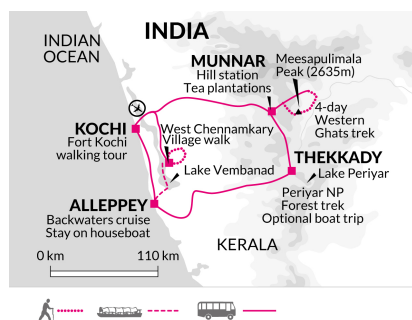 INDIA
INDIAN
OCEAN
MUNNAR
Hill station
Tea plantations
Meesapulimala
Peak (2635m)
4-day
Western
Ghats trek
KOCHI
Fort Kochi
walking tour
West Chennamkary
Village walk
Lake Vembanad
THEKKADY
Lake Periyar
Periyar NP
Forest trek
Optional boat trip
ALLEPPEY
Backwaters cruise
Stay on houseboat
KERALA
0 km
110 km